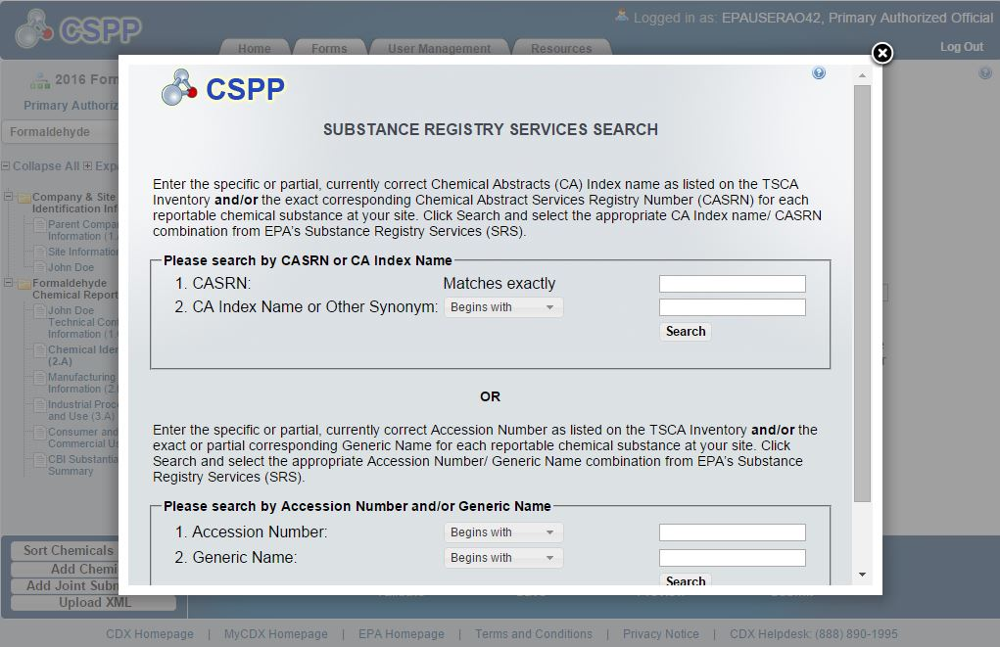 CSPP
Logged in as: EPAUSERAO42, Primary Authorized Official
Home Forms User Management Resources
Log Out
2016 Form
Primary Authoriz
Formaldehyde
Collapse All Expa
Company & Site
Identification Inf
Parent Compa
Information (1.
Site Information
John Doe
Formaldehyde
Chemical Report
John Doe
Technical Cont
Information (1.
Chemical Iden
(2.A)
Manufacturing
Information (2.
Industrial Proc
and Use (3.A)
Consumer and
Commercial Us
CBI Substantia
Summary
Sort Chemicals
Add Chemi
Add Joint Subm
Upload XML
CSPP
SUBSTANCE REGISTRY SERVICES SEARCH
Enter the specific or partial, currently correct Chemical Abstracts (CA) Index name as listed on the TSCA
Inventory and/or the exact corresponding Chemical Abstract Services Registry Number (CASRN) for each
reportable chemical substance at your site. Click Search and select the appropriate CA Index name/ CASRN
combination from EPA's Substance Registry Services (SRS).
Please search by CASRN or CA Index Name
1. CASRN: Matches exactly
2. CA Index Name or Other Synonym: Begins with
Search
OR
Enter the specific or partial, currently correct Accession Number as listed on the TSCA Inventory and/or the
exact or partial corresponding Generic Name for each reportable chemical substance at your site. Click
Search and select the appropriate Accession Number/ Generic Name combination from EPA's Substance
Registry Services (SRS).
Please search by Accession Number and/or Generic Name
1. Accession Number: Begins with
2. Generic Name: Begins with
Search
CDX Homepage | MyCDX Homepage | EPA Homepage | Terms and Conditions | Privacy Notice | CDX Helpdesk: (888) 890-1995